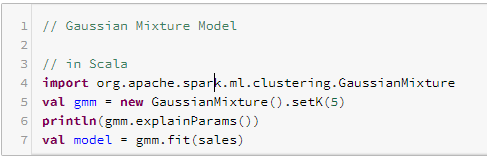 1 // Gaussian Mixture Model
2
3 // in Scala
4 import org.apache.spark.ml.clustering.GaussianMixture
5 val gmm = new GaussianMixture().setK(5)
6 println(gmm.explainParams())
7 val model = gmm.fit(sales)